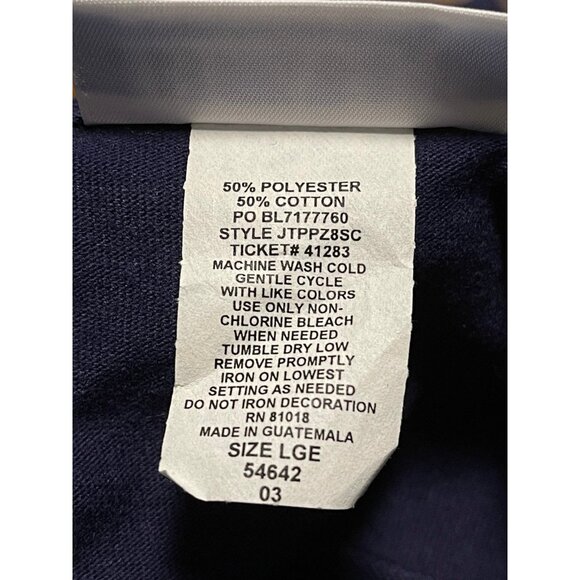 50% POLYESTER
50% COTTON
PO BL7177760
STYLE JTPPZ8SC
TICKET# 41283
MACHINE WASH COLD
GENTLE CYCLE
WITH LIKE COLORS
USE ONLY NON-
CHLORINE BLEACH
WHEN NEEDED
TUMBLE DRY LOW
REMOVE PROMPTLY
IRON ON LOWEST
SETTING AS NEEDED
DO NOT IRON DECORATION
RN 81018
MADE IN GUATEMALA
SIZE LGE
54642
03